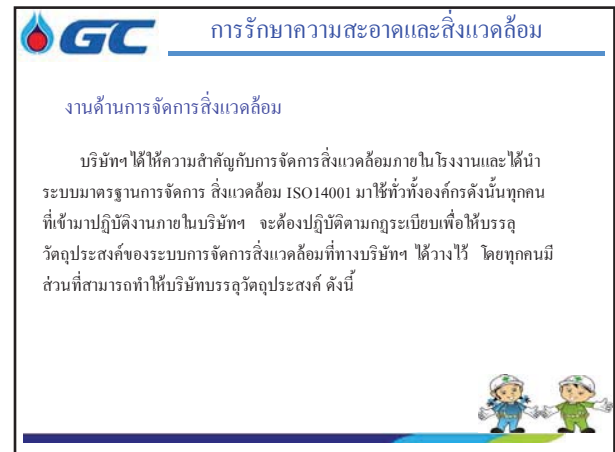 GC
การรักษาความสะอาดและสิ่งแวดล้อม
งานด้านการจัดการสิ่งแวดล้อม
บริษัทฯ ได้ให้ความสำคัญกับการจัดการสิ่งแวดล้อมภายในโรงงานและได้นำ
ระบบมาตรฐานการจัดการ สิ่งแวดล้อม ISO14001 มาใช้ทั่วทั้งองค์กรดังนั้นทุกคน
ที่เข้ามาปฏิบัติงานภายในบริษัทฯ จะต้องปฏิบัติตามกฎระเบียบเพื่อให้บรรลุ
วัตถุประสงค์ของระบบการจัดการสิ่งแวดล้อมที่ทางบริษัทฯ ได้วางไว้ โดยทุกคนมี
ส่วนที่สามารถทำให้บริษัทบรรลุวัตถุประสงค์ ดังนี้